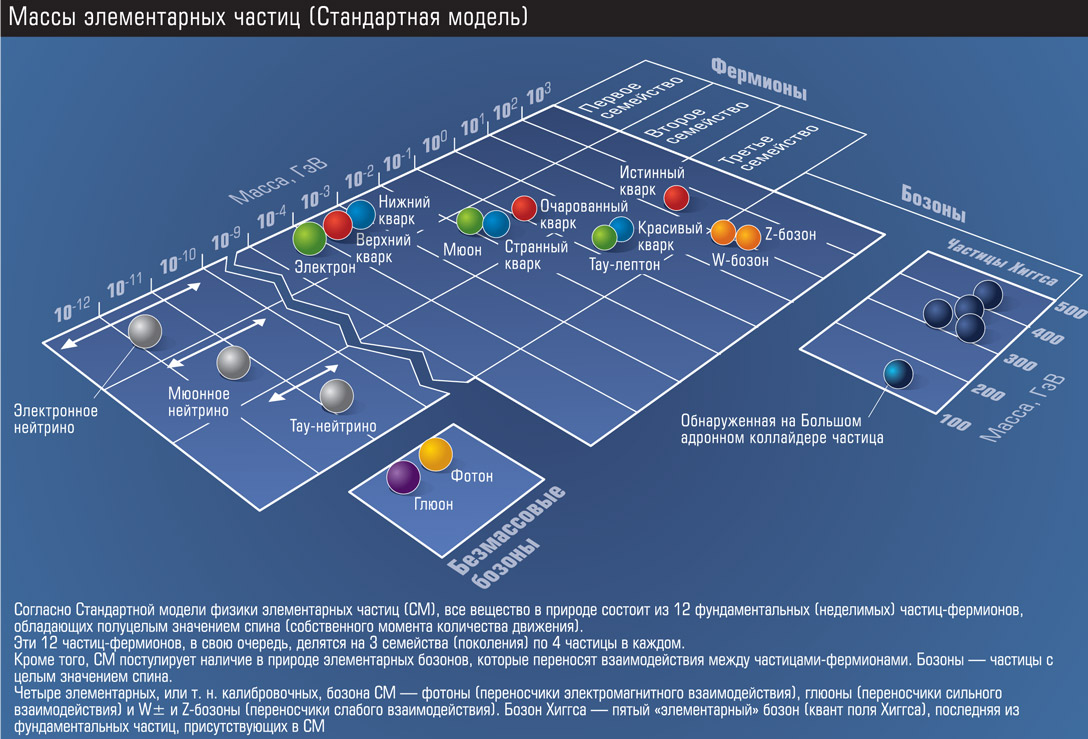 Массы элементарных частиц (Стандартная модель)
Фермионы
Первое
семейство
Второе
семейство
Третье
семейство
Бозоны
Частицы Хиггса
Масса, ГэВ
10-12
10-11
10-10
10-9
10-4
10-3
10-2
10-1
100
101
102
103
Истинный
кварк
Нижний
кварк
Верхний
кварк
Электрон
Очарованный
кварк
Мюон
Странный
кварк
Красивый
кварк
Тау-лептон
Z-бозон
W-бозон
500
400
300
200
100
Масса, ГэВ
Электронное
нейтрино
Мюонное
нейтрино
Тау-нейтрино
Обнаруженная на Большом
адронном коллайдере частица
Фотон
Глюон
Безмассовые
бозоны
Согласно Стандартной модели физики элементарных частиц (СМ), все вещество в природе состоит из 12 фундаментальных (неделимых) частиц-фермионов,
обладающих полуцелым значением спина (собственного момента количества движения).
Эти 12 частиц-фермионов, в свою очередь, делятся на 3 семейства (поколения) по 4 частицы в каждом.
Кроме того, СМ постулирует наличие в природе элементарных бозонов, которые переносят взаимодействия между частицами-фермионами. Бозоны — частицы с
целым значением спина.
Четыре элементарных, или т. н. калибровочных, бозона СМ — фотоны (переносчики электромагнитного взаимодействия), глюоны (переносчики сильного
взаимодействия) и W± и Z-бозоны (переносчики слабого взаимодействия). Бозон Хиггса — пятый «элементарный» бозон (квант поля Хиггса), последняя из
фундаментальных частиц, присутствующих в СМ